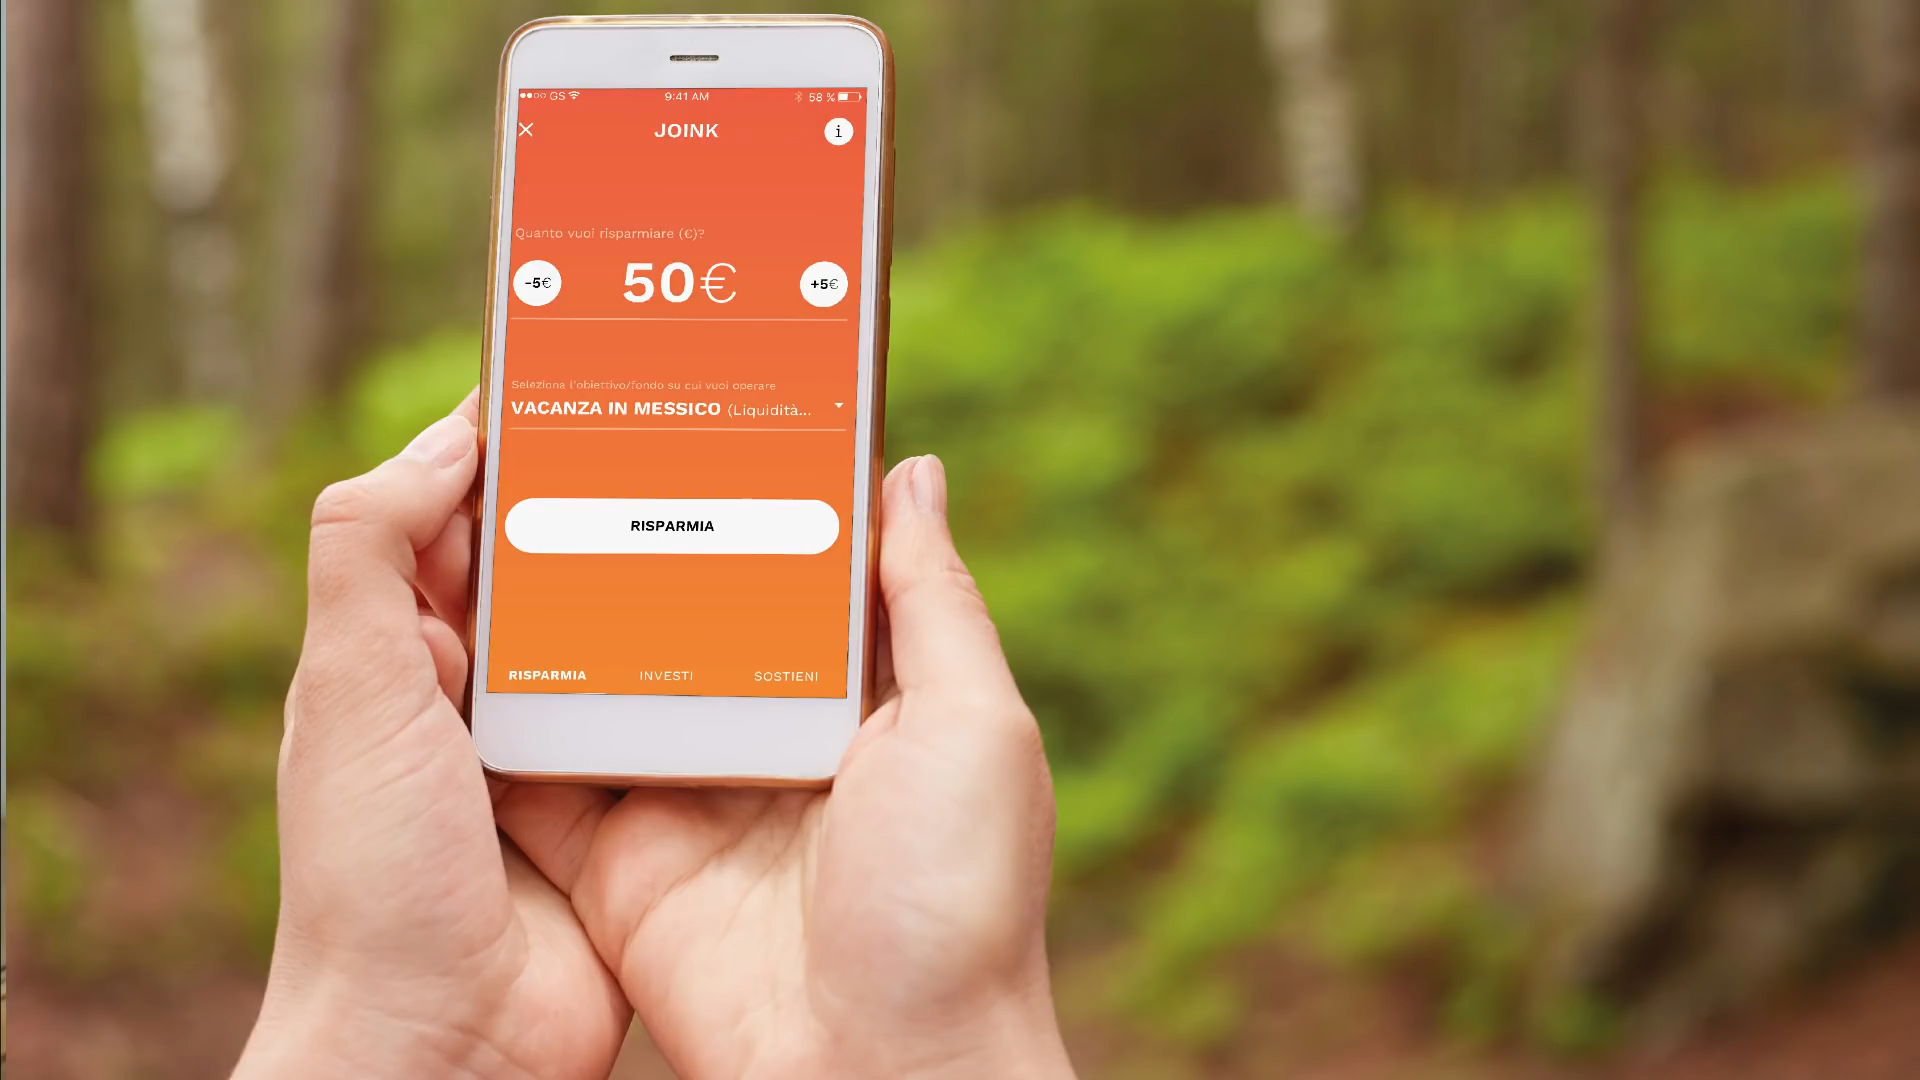 GS 9:41 AM 58 %
JOINK
i
Quanto vuoi risparmiare (€)?
-5€ 50€ +5€
Seleziona l'obiettivo/fondo su cui vuoi operare
VACANZA IN MESSICO (Liquidità...
RISPARMIA
RISPARMIA INVESTI SOSTIENI